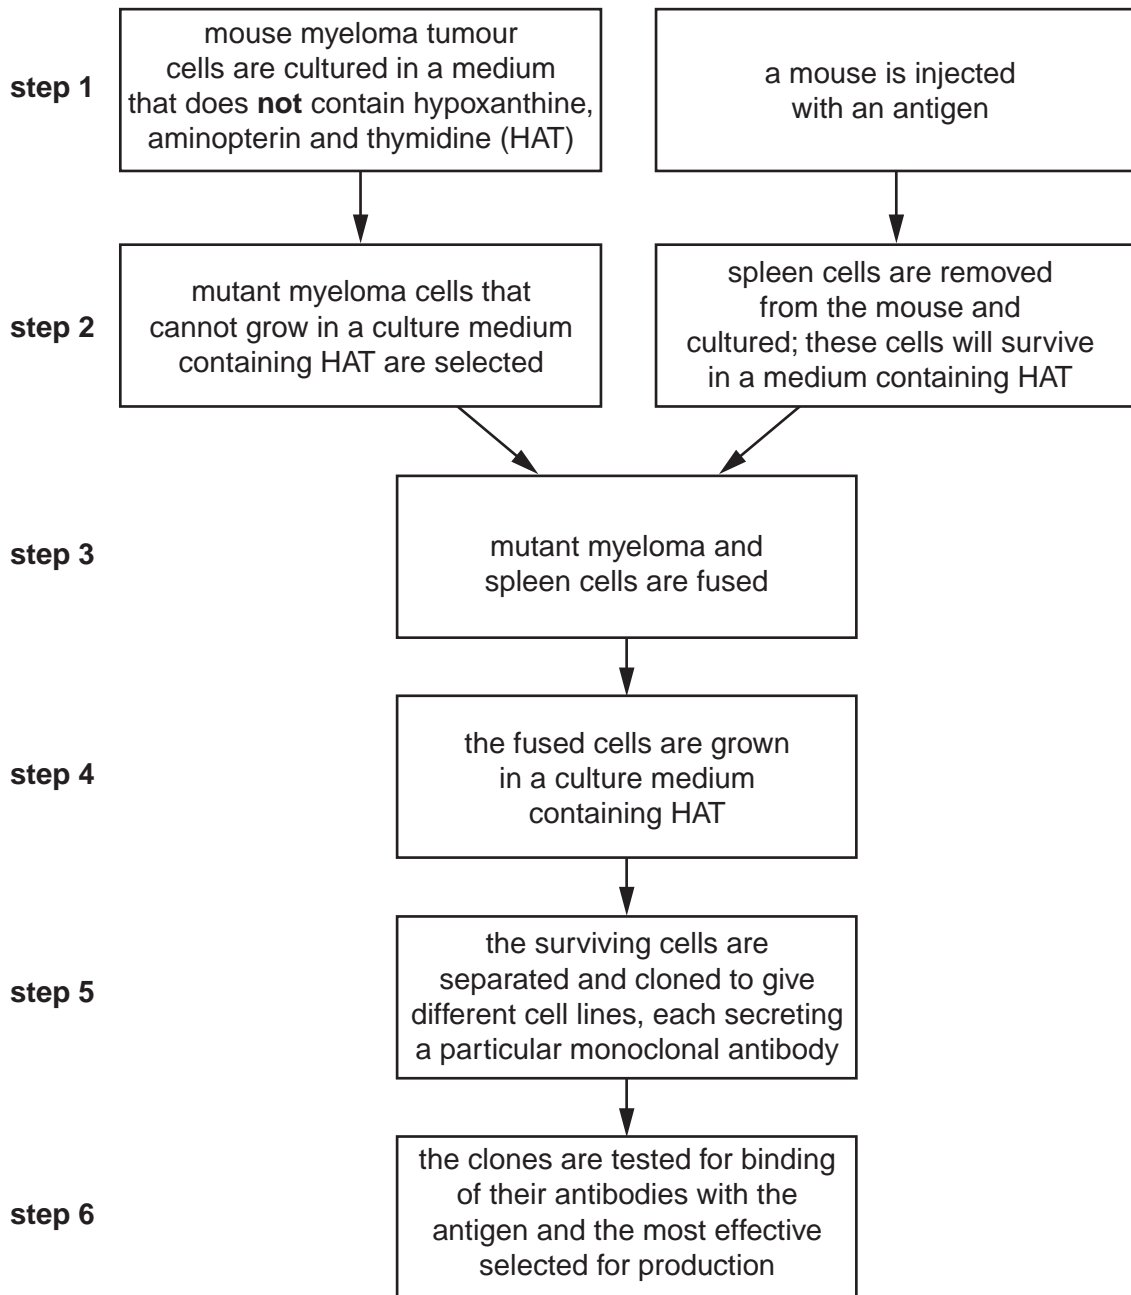 step 1
mouse myeloma tumour
cells are cultured in a medium
that does not contain hypoxanthine,
aminopterin and thymidine (HAT)
a mouse is injected
with an antigen
step 2
mutant myeloma cells that
cannot grow in a culture medium
containing HAT are selected
spleen cells are removed
from the mouse and
cultured; these cells will survive
in a medium containing HAT
step 3
mutant myeloma and
spleen cells are fused
step 4
the fused cells are grown
in a culture medium
containing HAT
step 5
the surviving cells are
separated and cloned to give
different cell lines, each secreting
a particular monoclonal antibody
step 6
the clones are tested for binding
of their antibodies with the
antigen and the most effective
selected for production